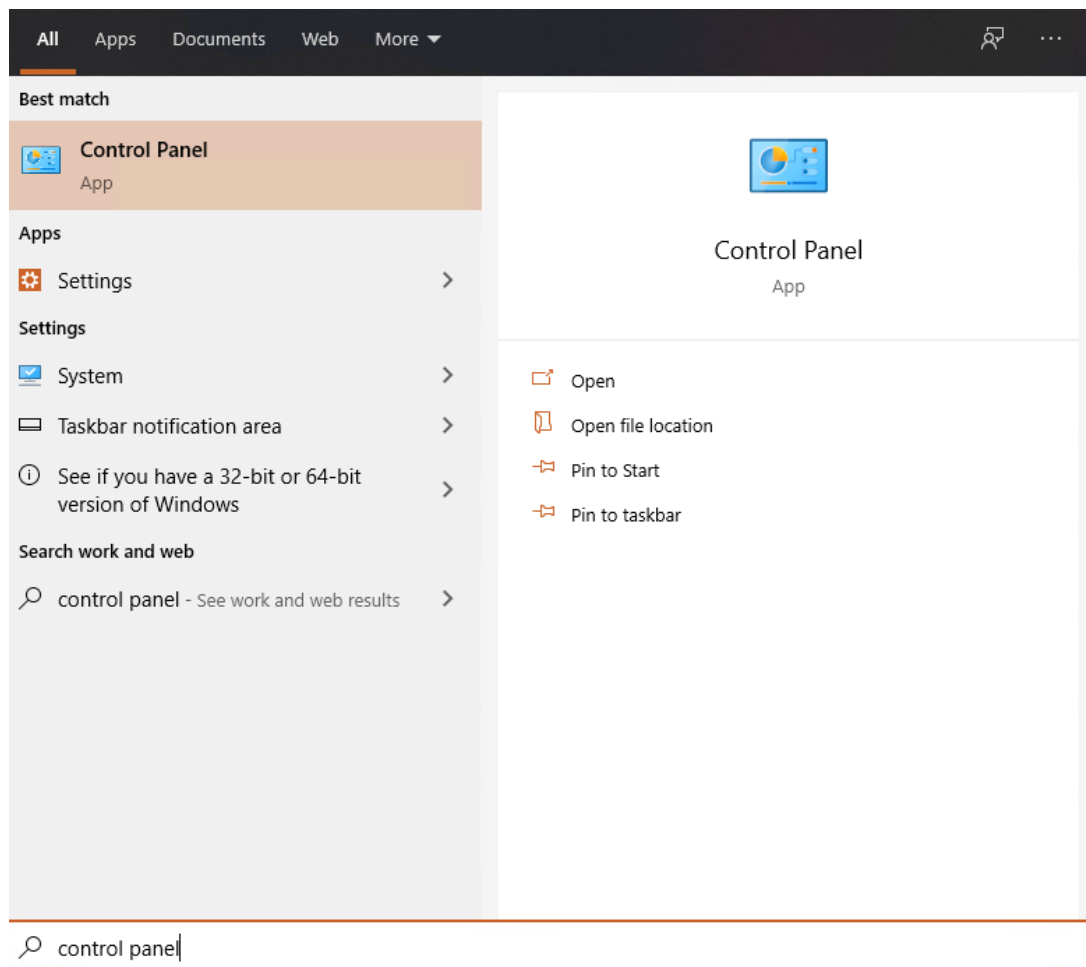 All Apps Documents Web More
Best match
Control Panel
App
Apps
Settings
Settings
System
Taskbar notification area
See if you have a 32-bit or 64-bit
version of Windows
Search work and web
control panel - See work and web results
Control Panel
App
Open
Open file location
Pin to Start
Pin to taskbar
control panel